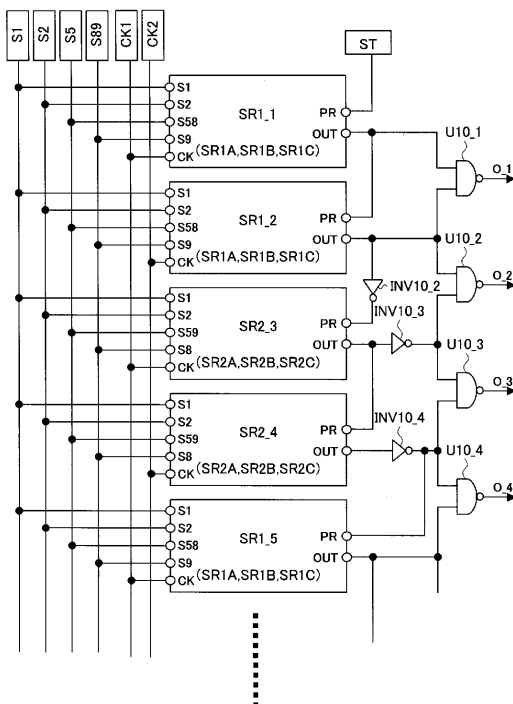 S1
S2
S5
S89
CK1
CK2
ST
S1
S2
S58
S9
CK
SR1_1
(SR1A,SR1B,SR1C)
PR
OUT
U10_1
O_1
S1
S2
S58
S9
CK
SR1_2
(SR1A,SR1B,SR1C)
PR
OUT
U10_2
O_2
INV10_2
INV10_3
S1
S2
S59
S8
CK
SR2_3
(SR2A,SR2B,SR2C)
PR
OUT
U10_3
O_3
INV10_4
S1
S2
S59
S8
CK
SR2_4
(SR2A,SR2B,SR2C)
PR
OUT
U10_4
O_4
S1
S2
S58
S9
CK
SR1_5
(SR1A,SR1B,SR1C)
PR
OUT